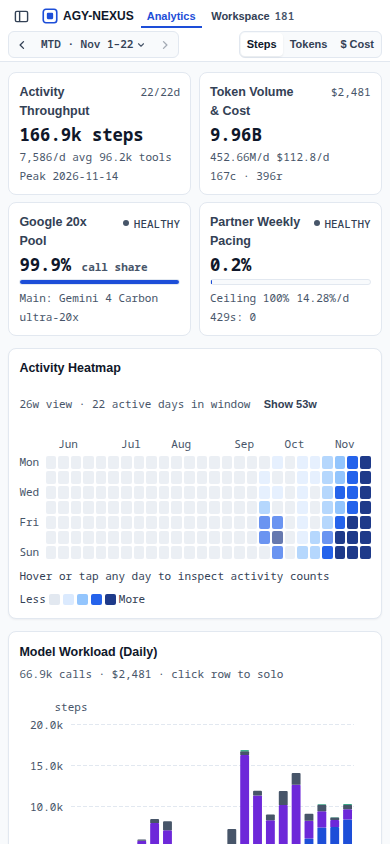 AGY-NEXUS Analytics Workspace 181
MTD · Nov 1–22
Steps Tokens $ Cost
Activity Throughput 22/22d
166.9k steps
7,586/d avg 96.2k tools
Peak 2026-11-14
Token Volume & Cost $2,481
9.96B
452.66M/d $112.8/d
167c · 396r
Google 20x Pool HEALTHY
99.9% call share
Main: Gemini 4 Carbon
ultra-20x
Partner Weekly Pacing HEALTHY
0.2%
Ceiling 100% 14.28%/d
429s: 0
Activity Heatmap
26w view · 22 active days in window Show 53w
Jun Jul Aug Sep Oct Nov
Mon
Wed
Fri
Sun
Hover or tap any day to inspect activity counts
Less More
Model Workload (Daily)
66.9k calls · $2,481 · click row to solo
steps
20.0k
15.0k
10.0k